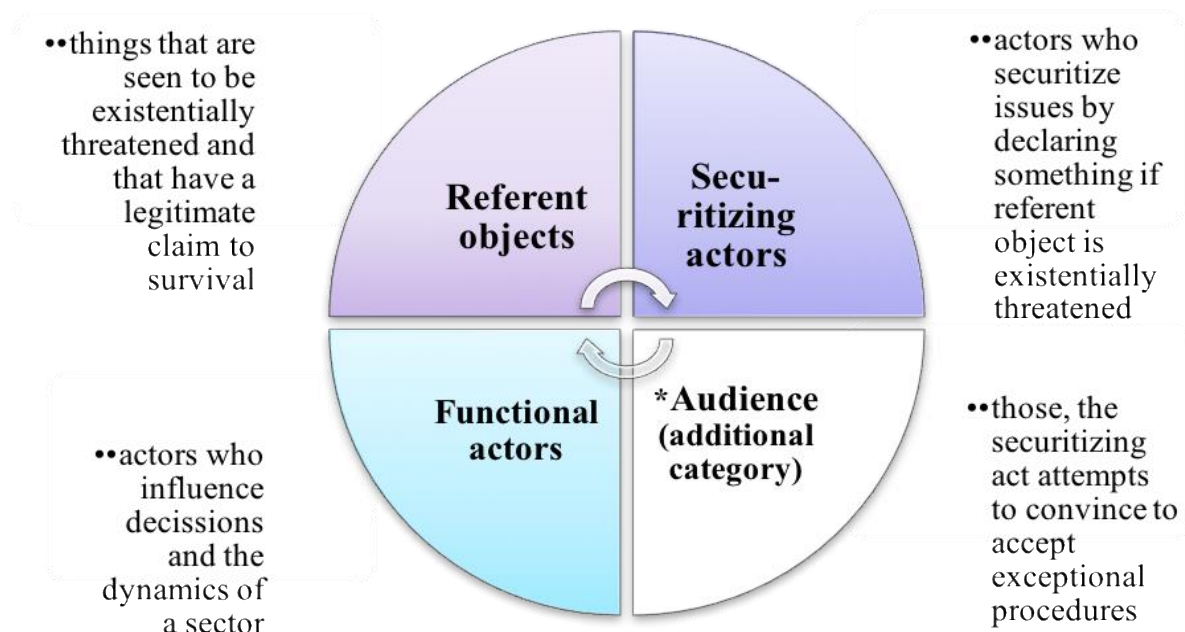 ••things that are
seen to be
existentially
threatened and
that have a
legitimate
claim to
survival
Referent
objects
Secu-
ritizing
actors
••actors who
securitize
issues by
declaring
something if
referent
object is
existentially
threatened
••actors who
influence
decissions
and the
dynamics of
a sector
Functional
actors
*Audience
(additional
category)
••those, the
securitizing
act attempts
to convince to
accept
exceptional
procedures